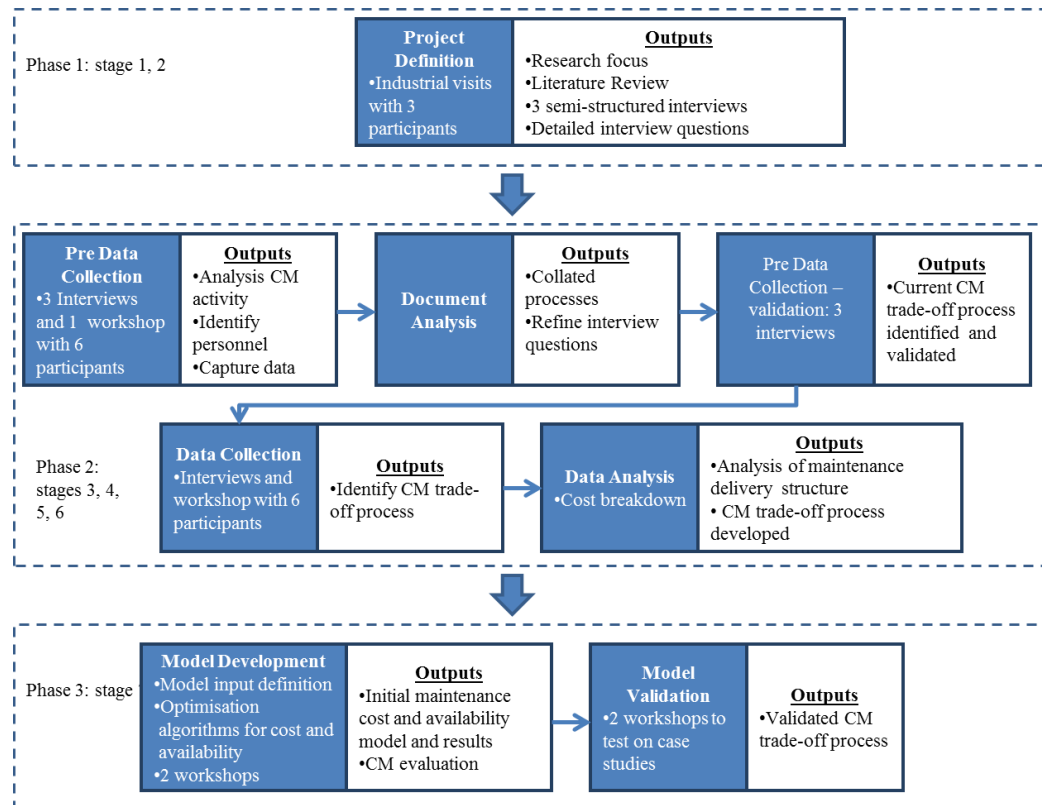 Phase 1: stage 1, 2
Project
Definition
•Industrial visits
with 3
participants
Outputs
•Research focus
•Literature Review
•3 semi-structured interviews
•Detailed interview questions
Pre Data
Collection
•3 Interviews
and 1 workshop
with 6
participants
Outputs
•Analysis CM
activity
•Identify
personnel
•Capture data
Document
Analysis
Outputs
•Collated
processes
•Refine interview
questions
Pre Data
Collection –
validation: 3
interviews
Outputs
•Current CM
trade-off process
identified and
validated
Phase 2:
stages 3, 4,
5, 6
Data Collection
•Interviews and
workshop with 6
participants
Outputs
•Identify CM trade-
off process
Data Analysis
•Cost breakdown
Outputs
•Analysis of maintenance
delivery structure
• CM trade-off process
developed
Phase 3: stage
Model Development
•Model input definition
•Optimisation
algorithms for cost and
availability
•2 workshops
Outputs
•Initial maintenance
cost and availability
model and results
•CM evaluation
Model
Validation
•2 workshops to
test on case
studies
Outputs
•Validated CM
trade-off process